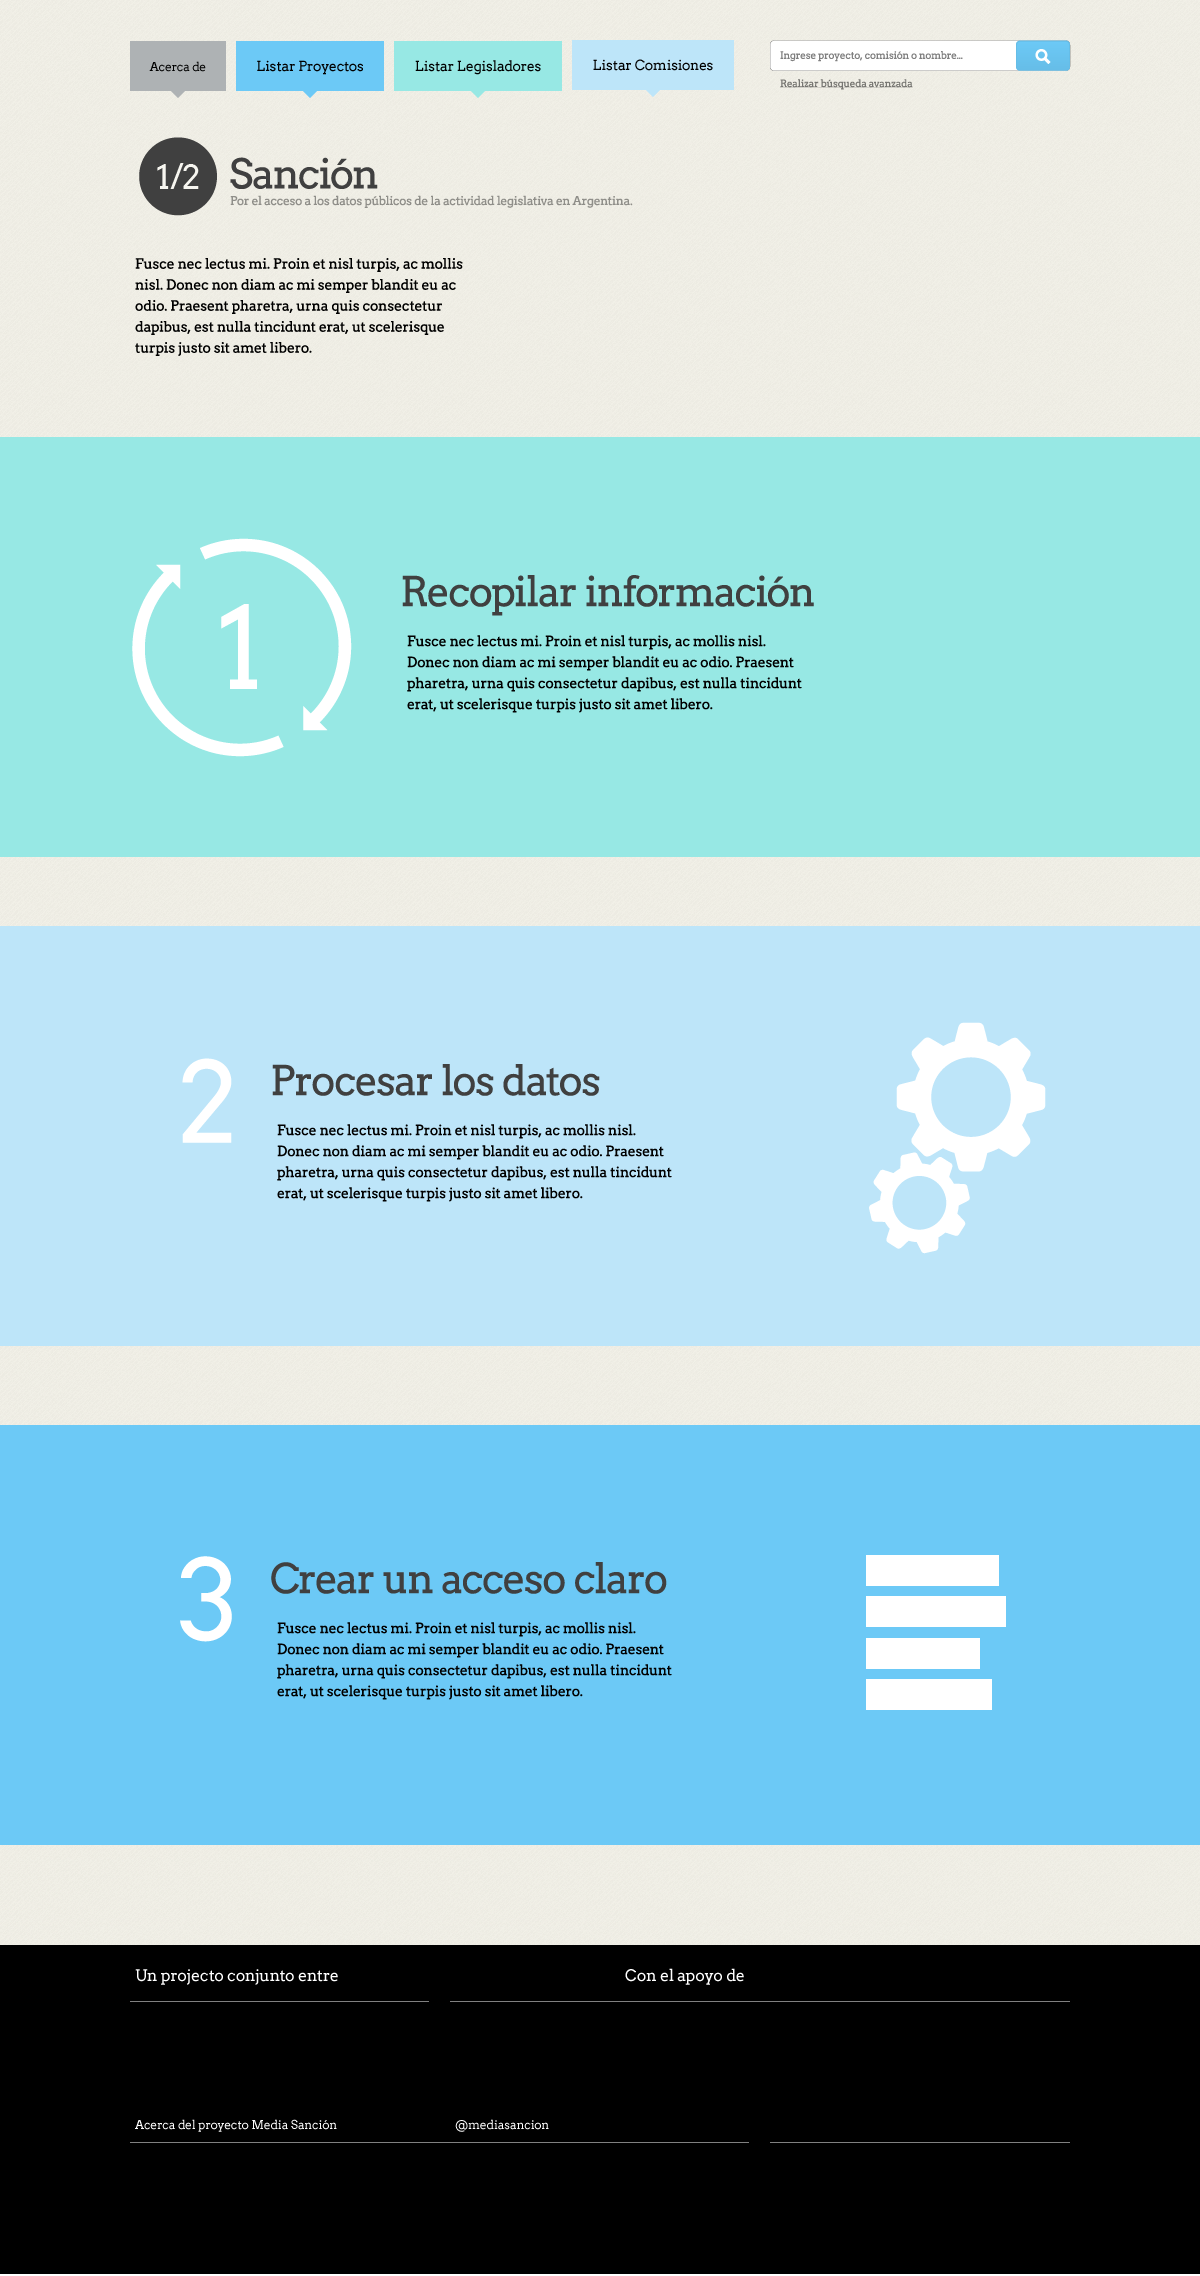 Acerca de
Listar Proyectos
Listar Legisladores
Listar Comisiones
Ingrese proyecto, comisión o nombre...
Realizar búsqueda avanzada
1/2
Sanción
Por el acceso a los datos públicos de la actividad legislativa en Argentina.
Fusce nec lectus mi. Proin et nisl turpis, ac mollis
nisl. Donec non diam ac mi semper blandit eu ac
odio. Praesent pharetra, urna quis consectetur
dapibus, est nulla tincidunt erat, ut scelerisque
turpis justo sit amet libero.
1
Recopilar información
Fusce nec lectus mi. Proin et nisl turpis, ac mollis nisl.
Donec non diam ac mi semper blandit eu ac odio. Praesent
pharetra, urna quis consectetur dapibus, est nulla tincidunt
erat, ut scelerisque turpis justo sit amet libero.
2
Procesar los datos
Fusce nec lectus mi. Proin et nisl turpis, ac mollis nisl.
Donec non diam ac mi semper blandit eu ac odio. Praesent
pharetra, urna quis consectetur dapibus, est nulla tincidunt
erat, ut scelerisque turpis justo sit amet libero.
3
Crear un acceso claro
Fusce nec lectus mi. Proin et nisl turpis, ac mollis nisl.
Donec non diam ac mi semper blandit eu ac odio. Praesent
pharetra, urna quis consectetur dapibus, est nulla tincidunt
erat, ut scelerisque turpis justo sit amet libero.
Un projecto conjunto entre
Con el apoyo de
Acerca del proyecto Media Sanción
@mediasancion